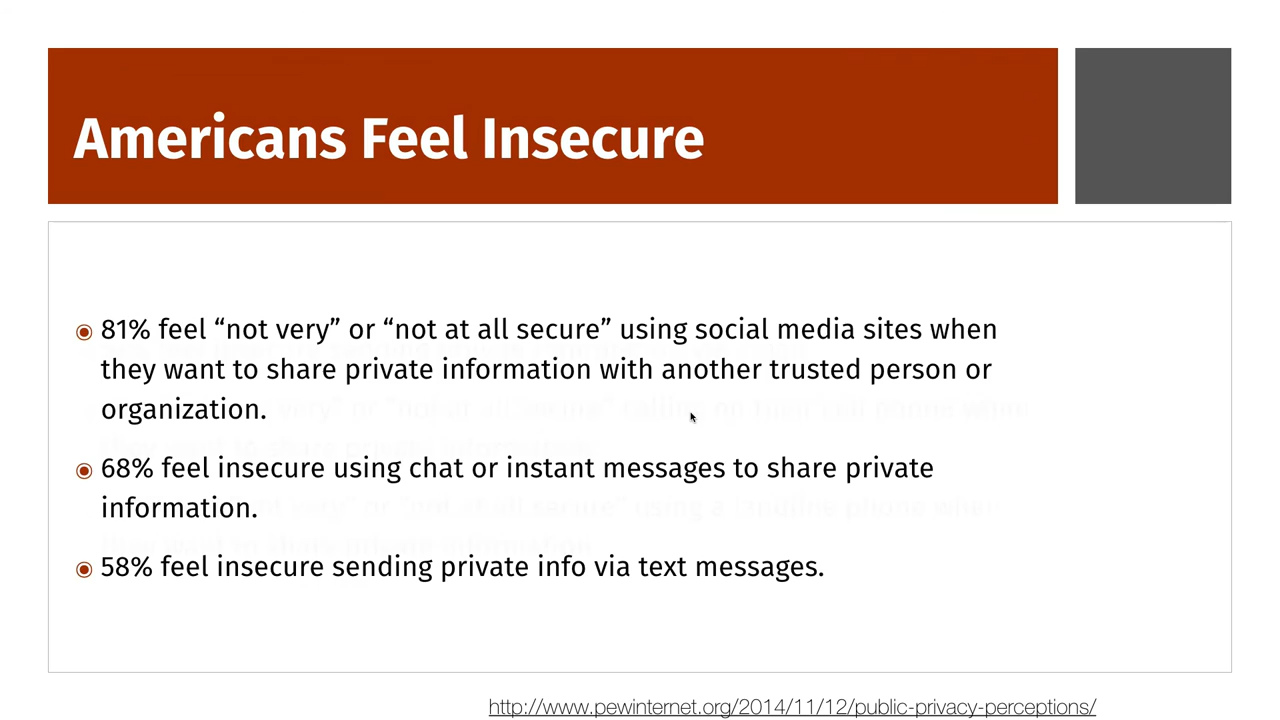 Americans Feel Insecure
81% feel “not very” or “not at all secure” using social media sites when
they want to share private information with another trusted person or
organization.
68% feel insecure using chat or instant messages to share private
information.
58% feel insecure sending private info via text messages.
http://www.pewinternet.org/2014/11/12/public-privacy-perceptions/